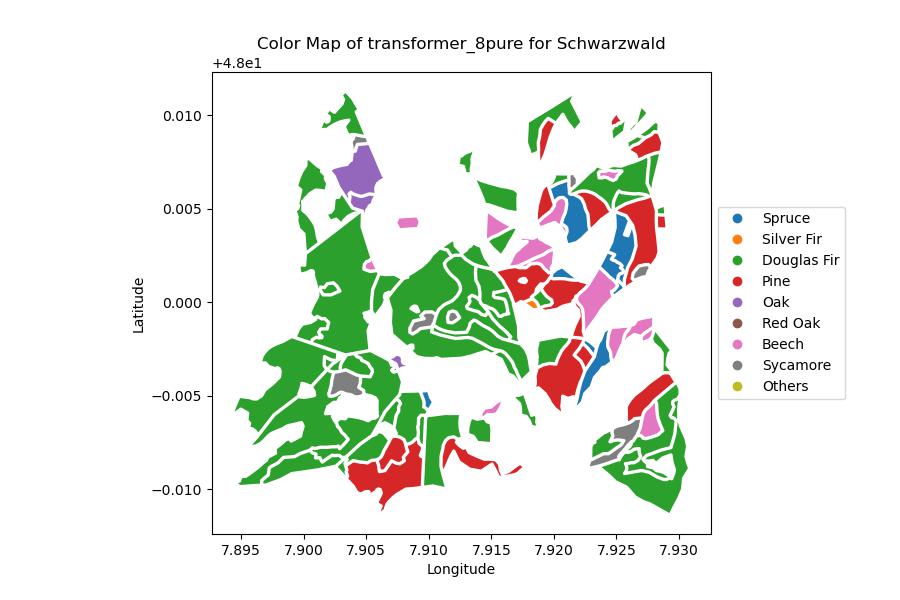 Color Map of transformer_8pure for Schwarzwald
+4.8e1
0.010
0.005
0.000
−0.005
−0.010
Latitude
7.895 7.900 7.905 7.910 7.915 7.920 7.925 7.930
Longitude
Spruce
Silver Fir
Douglas Fir
Pine
Oak
Red Oak
Beech
Sycamore
Others